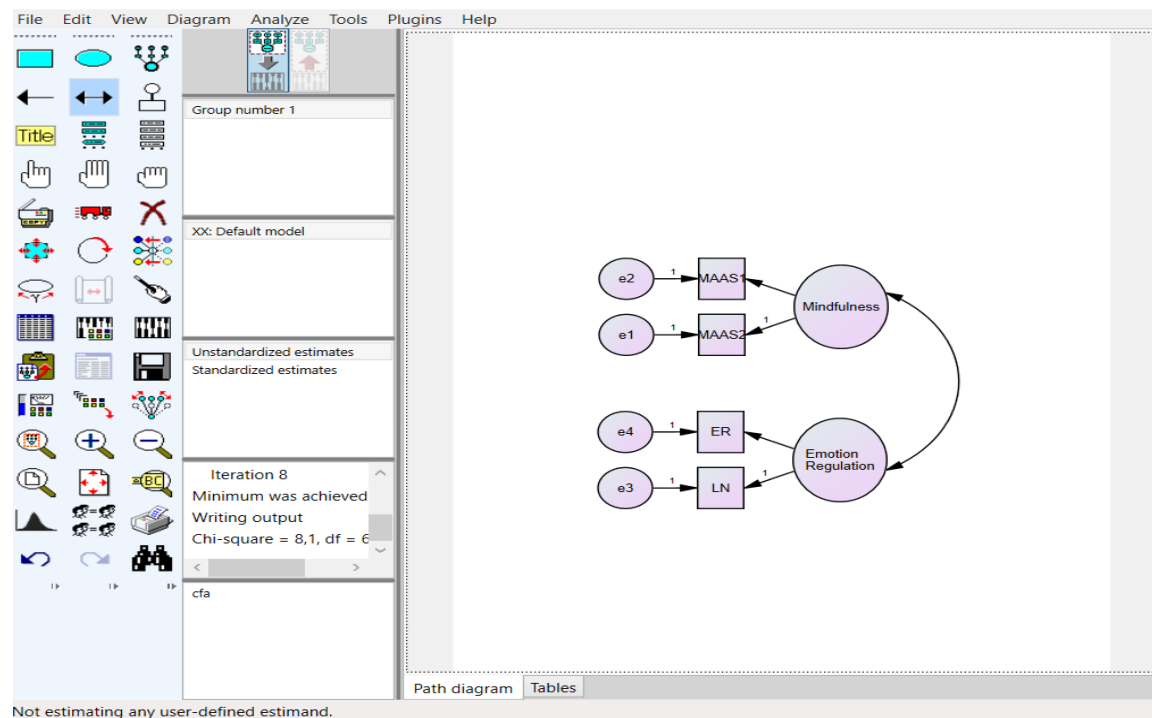 File Edit View Diagram Analyze Tools Plugins Help
Title
Group number 1
XX: Default model
Unstandardized estimates
Standardized estimates
Iteration 8
Minimum was achieved
Writing output
Chi-square = 8,1, df = 6
cfa
e2
1
MAAS1
Mindfulness
e1
1
MAAS2
1
e4
1
ER
Emotion
Regulation
e3
1
LN
1
Path diagram
Tables
Not estimating any user-defined estimand.